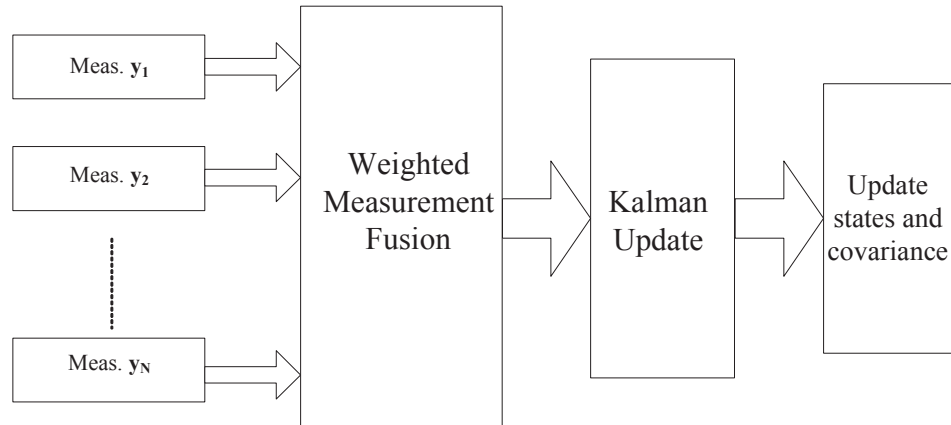 Meas. y1
Meas. y2
Meas. yN
Weighted
Measurement
Fusion
Kalman
Update
Update
states and
covariance